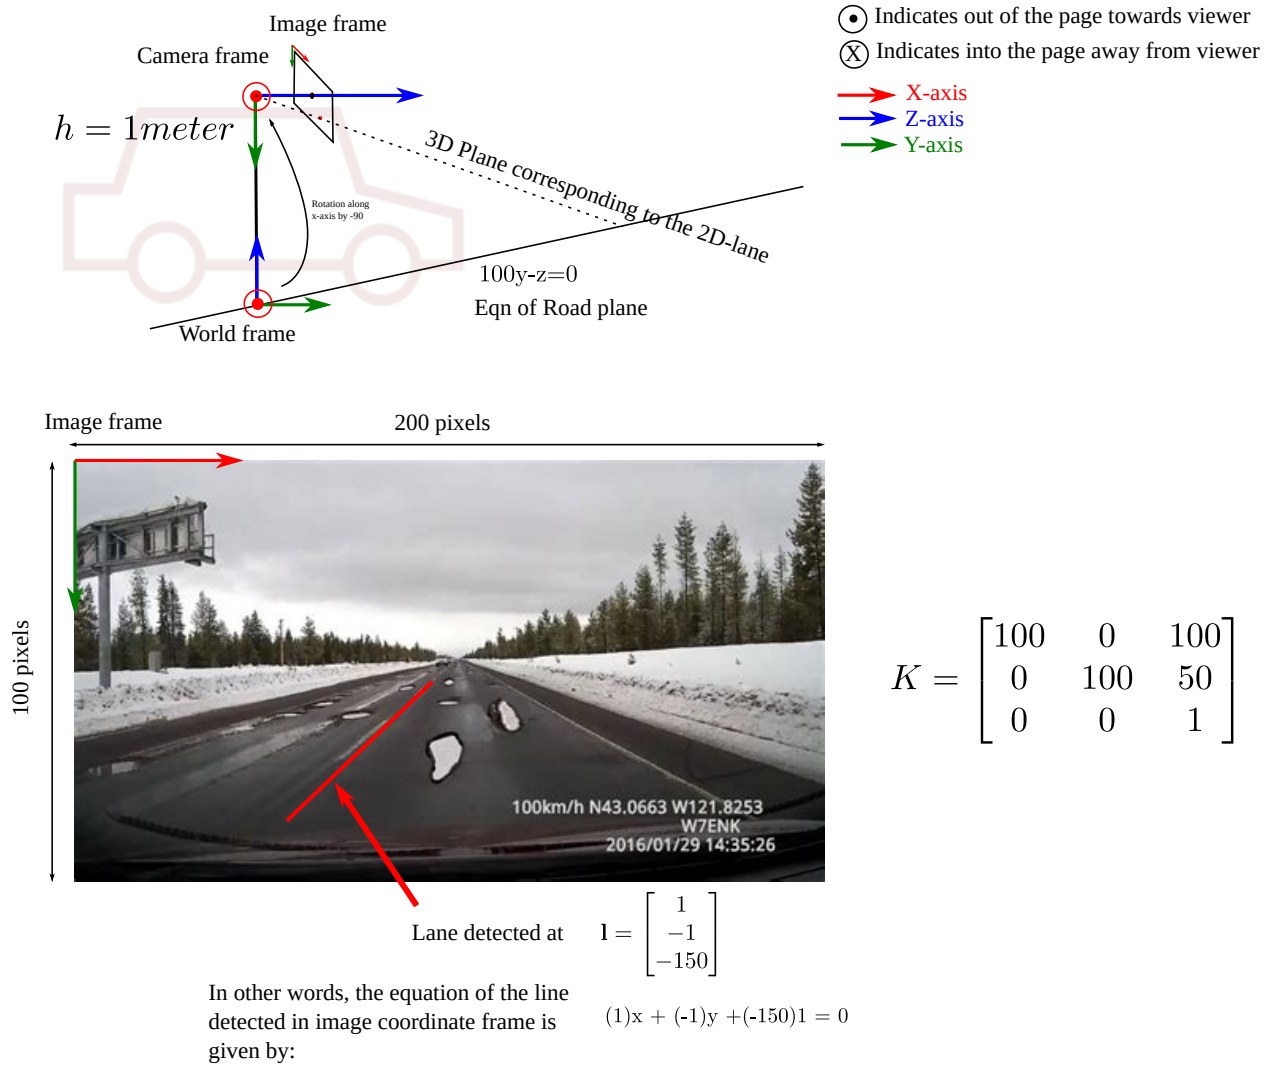 Image frame
Camera frame
h = 1meter
Rotation along
x-axis by -90
3D Plane corresponding to the 2D-lane
100y-z=0
Eqn of Road plane
World frame
Indicates out of the page towards viewer
X Indicates into the page away from viewer
X-axis
Z-axis
Y-axis
Image frame
200 pixels
100 pixels
100km/h N43.0663 W121.8253
W7ENK
2016/01/29 14:35:26
K = [100 0 100
0 100 50
0 0 1]
Lane detected at l = [1
-1
-150]
In other words, the equation of the line
detected in image coordinate frame is
given by:
(1)x + (-1)y +(-150)1 = 0